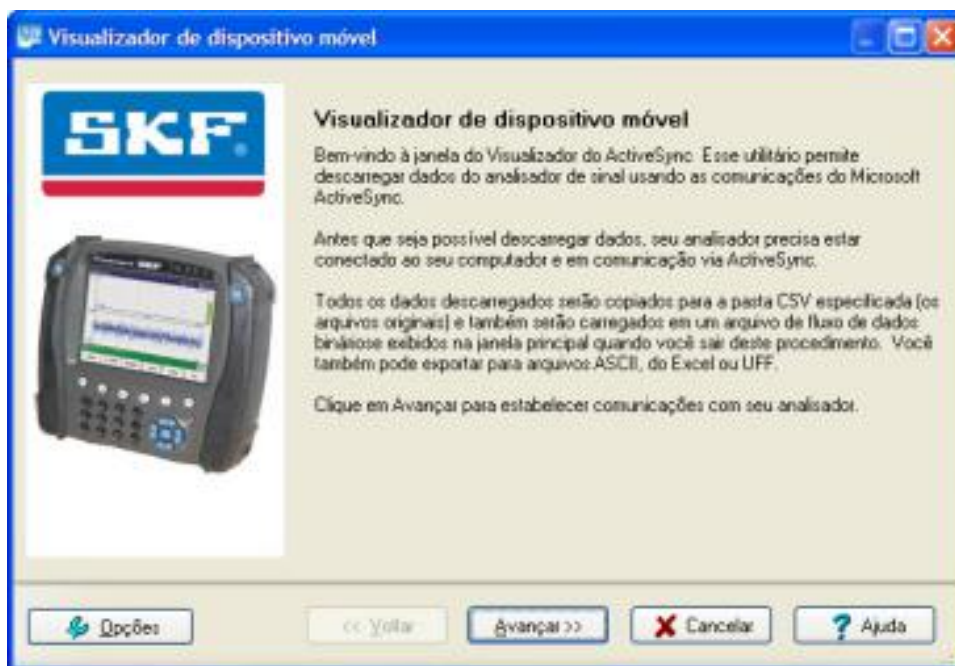 Visualizador de dispositivo móvel
SKF
Visualizador de dispositivo móvel
Bem-vindo à janela do Visualizador do ActiveSync. Esse utilitário permite
descarregar dados do analisador de sinal usando as comunicações do Microsoft
ActiveSync.
Antes que seja possível descarregar dados, seu analisador precisa estar
conectado ao seu computador e em comunicação via ActiveSync.
Todos os dados descarregados serão copiados para a pasta CSV especificada (os
arquivos originais) e também serão carregados em um arquivo de fluxo de dados
bináriose exibidos na janela principal quando você sair deste procedimento. Você
também pode exportar para arquivos ASCII, do Excel ou UFF.
Clique em Avançar para estabelecer comunicações com seu analisador.
Opções
<< Voltar
Avançar >>
Cancelar
? Ajuda